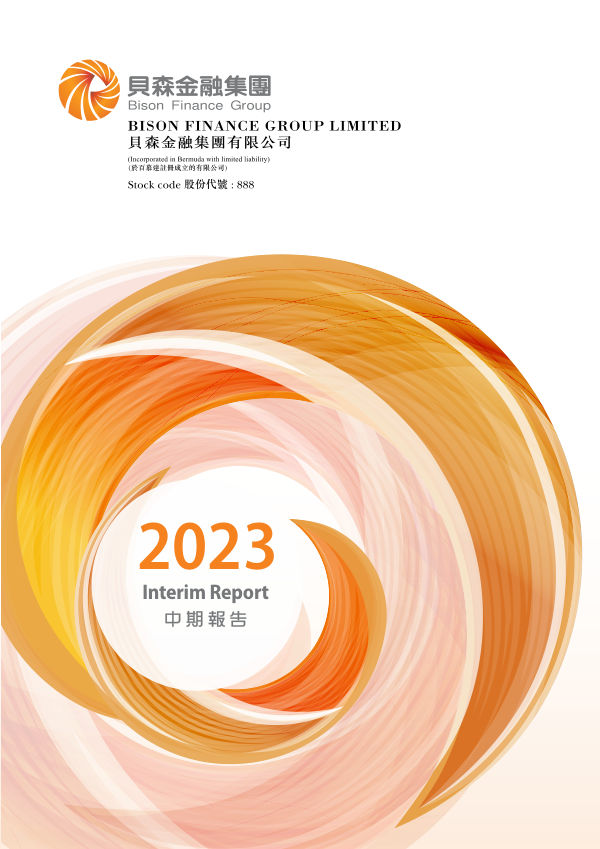 貝森金融集團
Bison Finance Group
BISON FINANCE GROUP LIMITED
貝森金融集團有限公司
(Incorporated in Bermuda with limited liability)
(於百慕達註冊成立的有限公司)
Stock code 股份代號 : 888
2023
Interim Report
中期報告